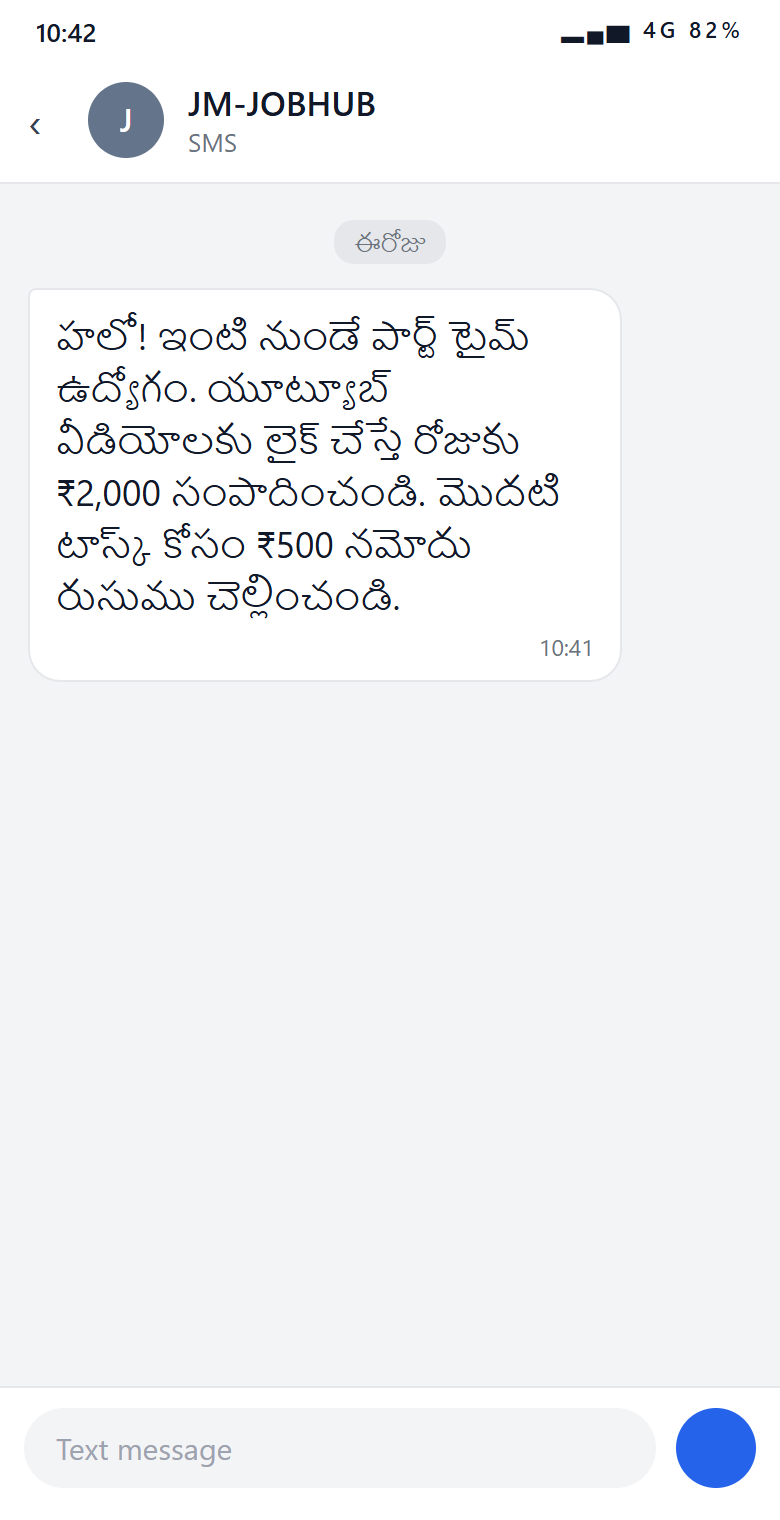 10:42
4G 82%
‹
J
JM-JOBHUB
SMS
ఈరోజు
హలో! ఇంటి నుండే పార్ట్ టైమ్
ఉద్యోగం. యూట్యూబ్
వీడియోలకు లైక్ చేస్తే రోజుకు
₹2,000 సంపాదించండి. మొదటి
టాస్క్ కోసం ₹500 నమోదు
రుసుము చెల్లించండి.
10:41
Text message